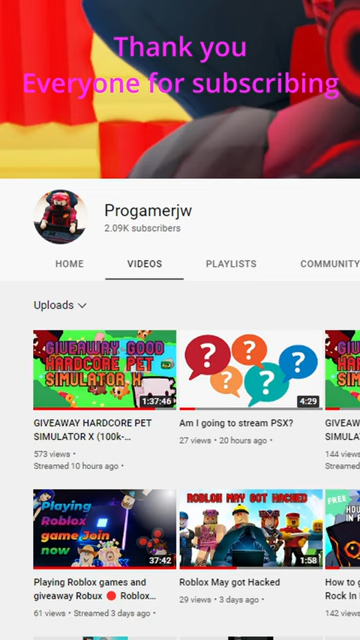 Thank you
Everyone for subscribing
Progamerjw
2.09K subscribers
HOME VIDEOS PLAYLISTS COMMUNITY
Uploads
GIVEAWAY GOOD
HARDCORE PET
SIMULATOR X
1:37:46
GIVEAWAY HARDCORE PET
SIMULATOR X (100k-...
573 views •
Streamed 10 hours ago •
? ? ? ? ?
4:29
Am I going to stream PSX?
27 views • 20 hours ago •
GIVEAW
SIMULA
144 views
Streamed
Playing
Roblox
game Join
now
37:42
Playing Roblox games and
giveaway Robux 🔴 Roblox...
61 views • Streamed 3 days ago •
ROBLOX MAY GOT HACKED
1:58
Roblox May got Hacked
29 views • 3 days ago •
FREE
HOU
IN F
How to g
Rock In
142 views